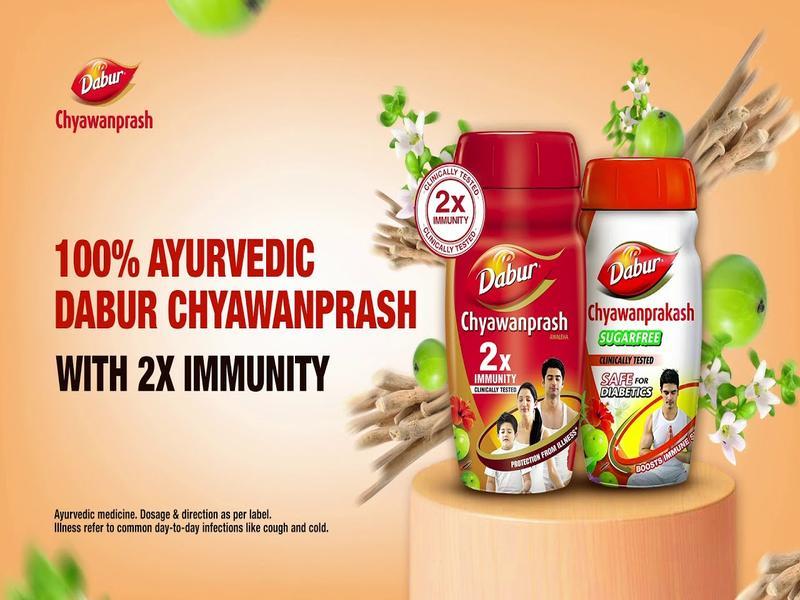 Dabur
Chyawanprash
100% AYURVEDIC
DABUR CHYAWANPRASH
WITH 2X IMMUNITY
Ayurvedic medicine. Dosage & direction as per label.
Illness refer to common day-to-day infections like cough and cold.
CLINICALLY TESTED
2x
IMMUNITY
CLINICALLY TESTED
Dabur
Chyawanprash
AWALEHA
2x
IMMUNITY
CLINICALLY TESTED
PROTECTION FROM ILLNESS*
Dabur
Chyawanprakash
SUGARFREE
CLINICALLY TESTED
SAFE FOR
DIABETICS
BOOSTS IMMUNE